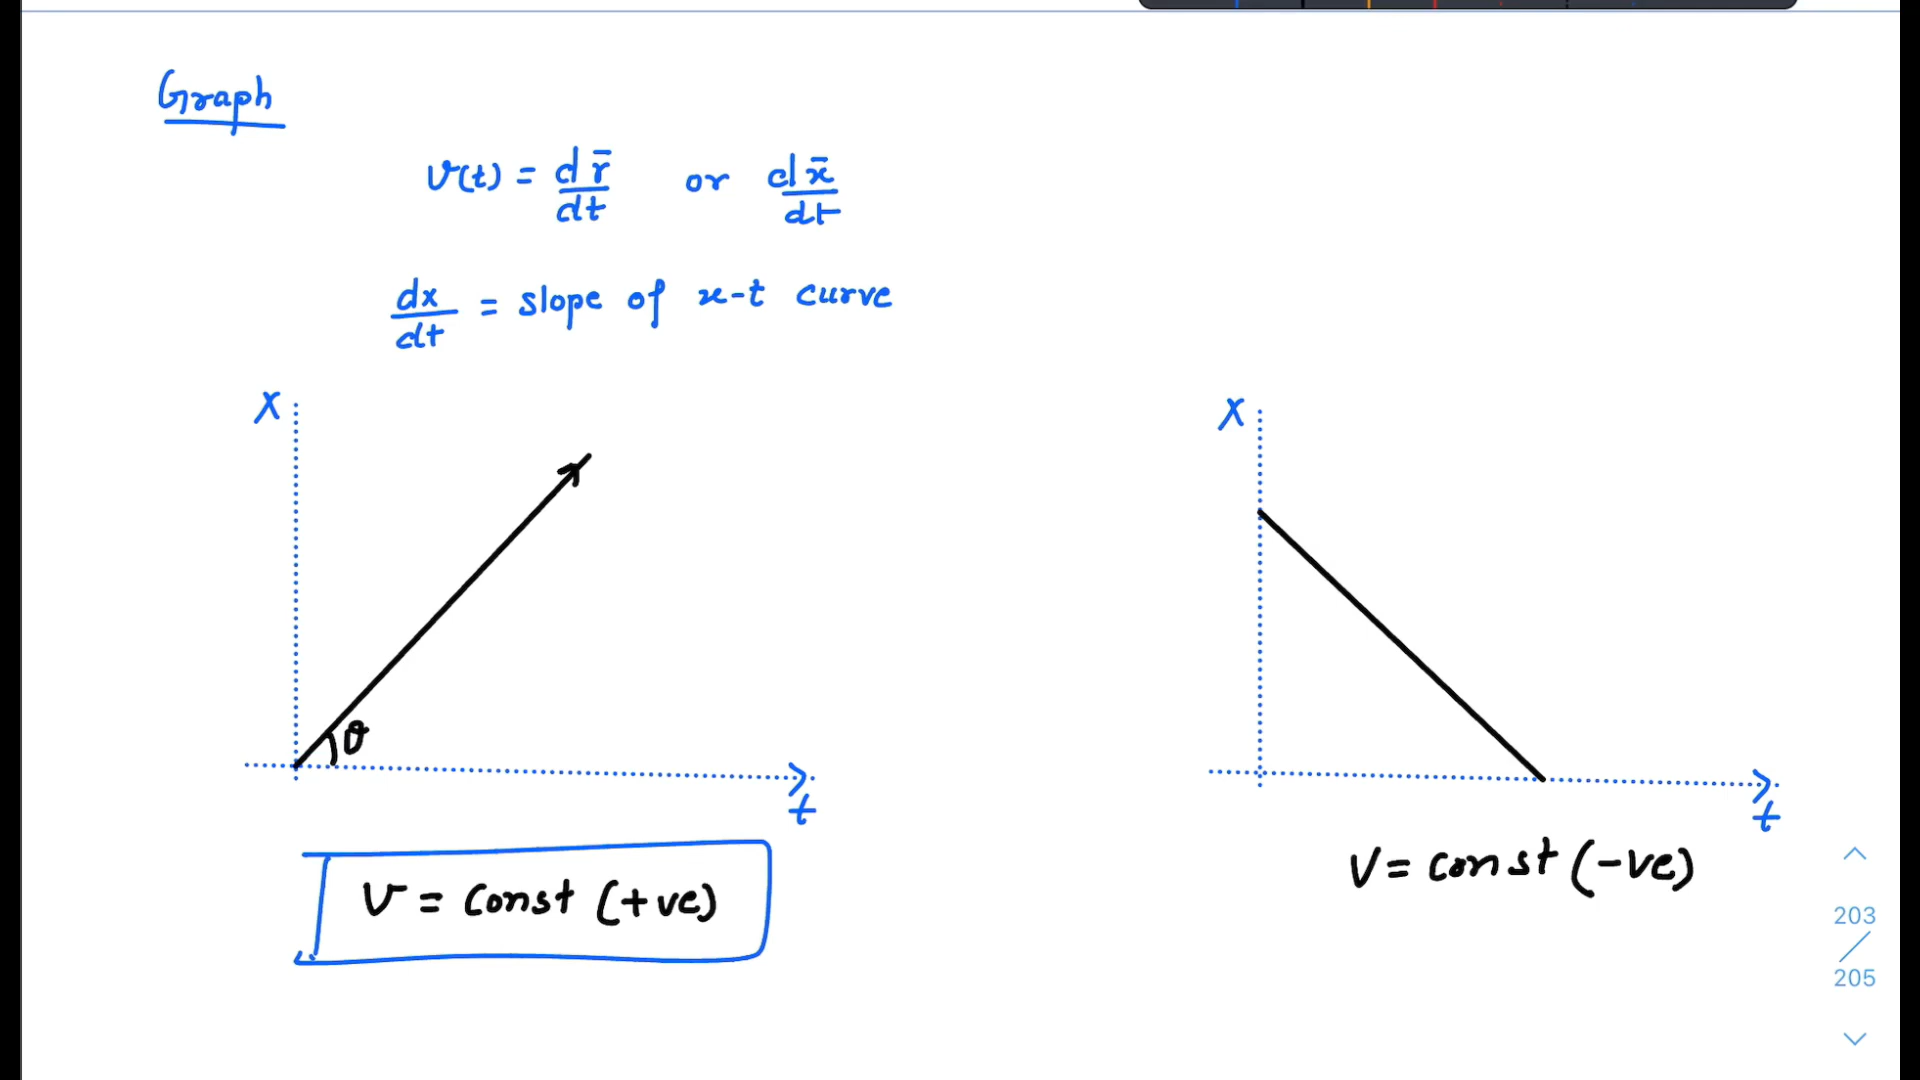 Graph
v(t) = dr̄/dt or dx̄/dt
dx/dt = slope of x-t curve
X
X
θ
t
t
v = const (+ve)
V = const (-ve)
203
/
205